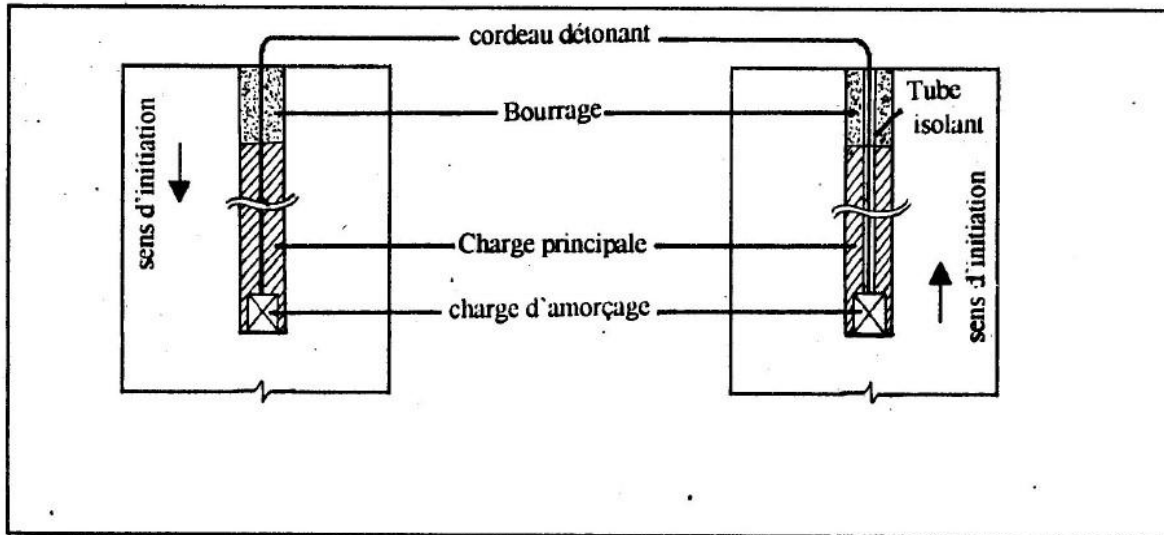 cordeau détonant
Bourrage
Tube
isolant
sens d'initiation
Charge principale
charge d'amorçage
sens d'initiation